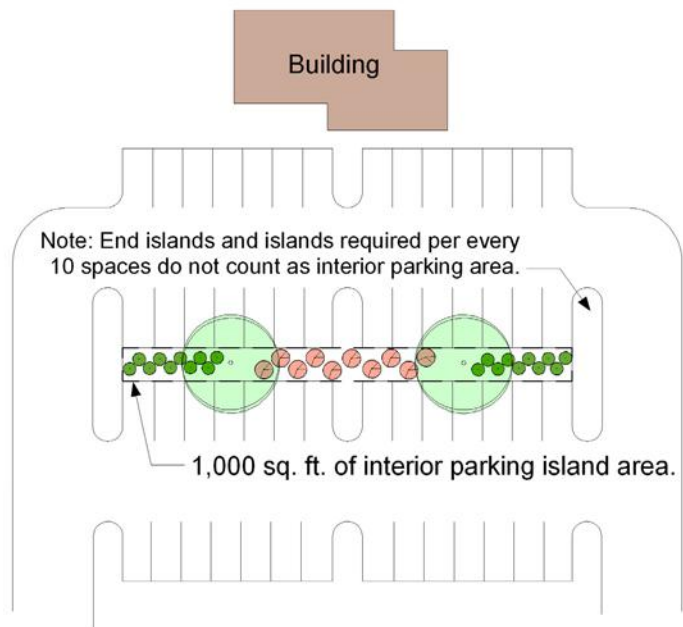 Building
Note: End islands and islands required per every
10 spaces do not count as interior parking area.
1,000 sq. ft. of interior parking island area.